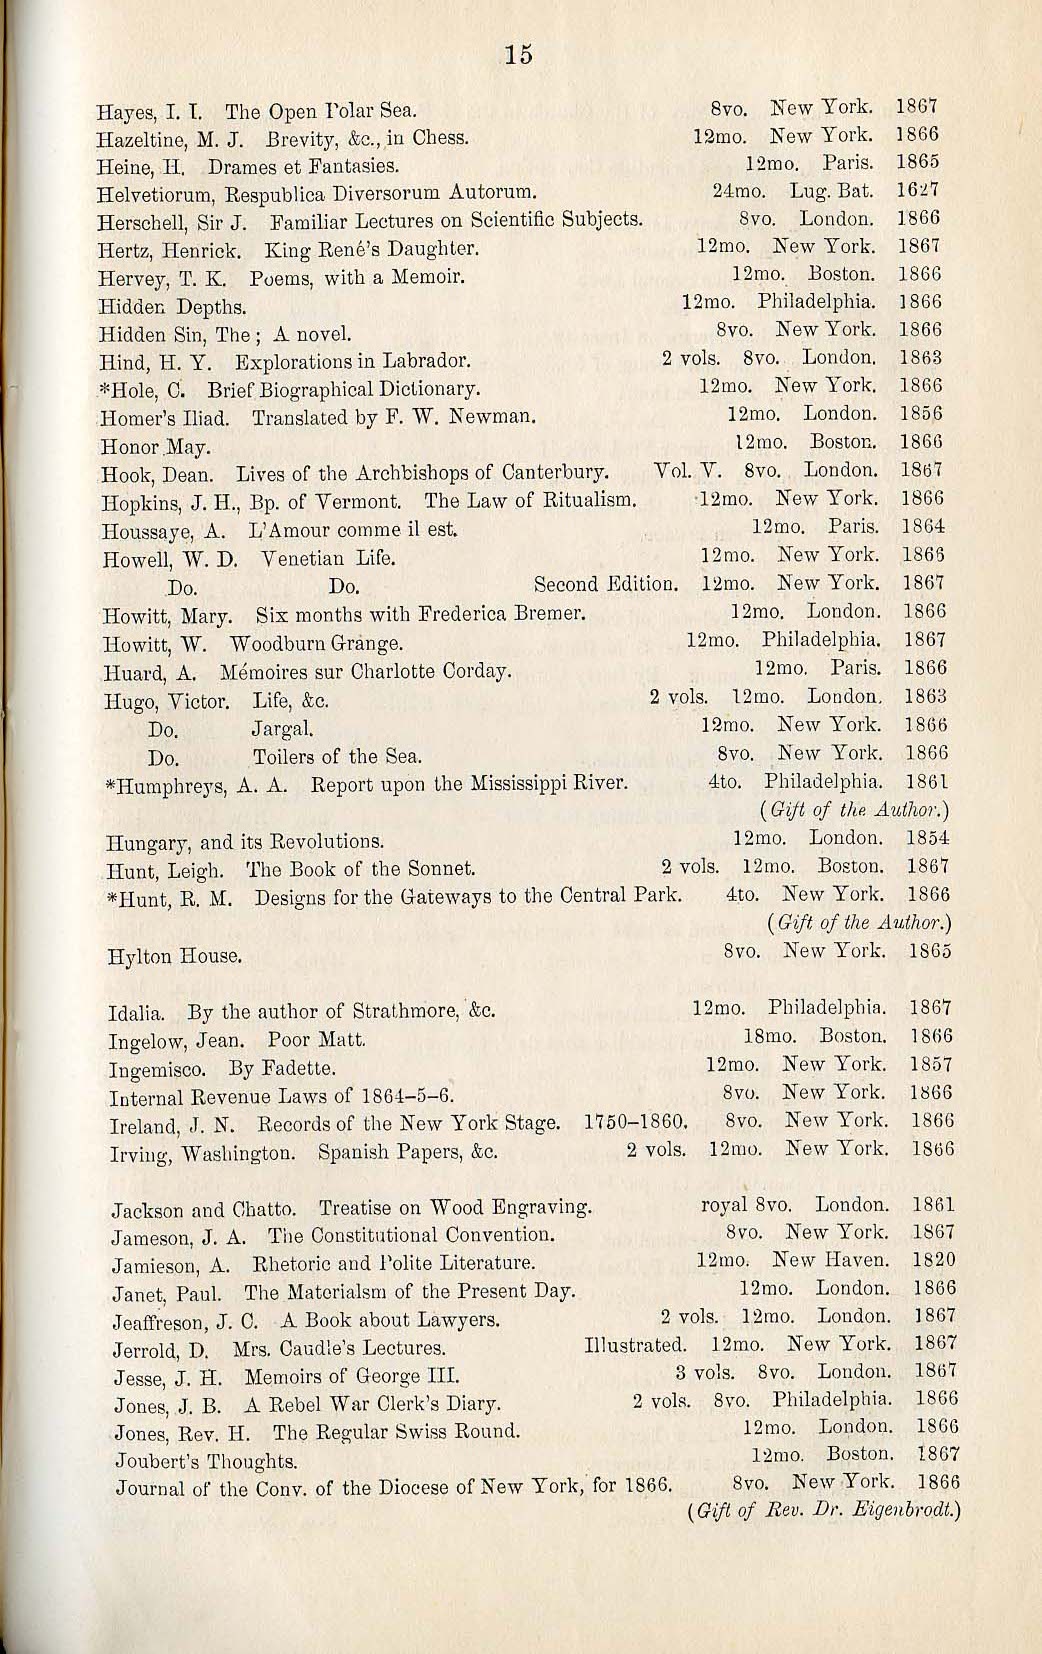 15
Hayes, I. I. The Open Polar Sea. 8vo. New York. 1867
Hazeltine, M. J. Brevity, &c., in Chess. 12mo. New York. 1866
Heine, H. Drames et Fantasies. 12mo. Paris. 1865
Helvetiorum, Respublica Diversorum Autorum. 24mo. Lug. Bat. 1627
Herschell, Sir J. Familiar Lectures on Scientific Subjects. 8vo. London. 1866
Hertz, Henrick. King René's Daughter. 12mo. New York. 1867
Hervey, T. K. Poems, with a Memoir. 12mo. Boston. 1866
Hidden Depths. 12mo. Philadelphia. 1866
Hidden Sin, The; A novel. 8vo. New York. 1866
Hind, H. Y. Explorations in Labrador. 2 vols. 8vo. London. 1863
*Hole, C. Brief Biographical Dictionary. 12mo. New York. 1866
Homer's Iliad. Translated by F. W. Newman. 12mo. London. 1856
Honor May. 12mo. Boston. 1866
Hook, Dean. Lives of the Archbishops of Canterbury. Vol. V. 8vo. London. 1867
Hopkins, J. H., Bp. of Vermont. The Law of Ritualism. 12mo. New York. 1866
Houssaye, A. L'Amour comme il est. 12mo. Paris. 1864
Howell, W. D. Venetian Life. 12mo. New York. 1866
Do. Do. Second Edition. 12mo. New York. 1867
Howitt, Mary. Six months with Frederica Bremer. 12mo. London. 1866
Howitt, W. Woodburn Grange. 12mo. Philadelphia. 1867
Huard, A. Mémoires sur Charlotte Corday. 12mo. Paris. 1866
Hugo, Victor. Life, &c. 2 vols. 12mo. London. 1863
Do. Jargal. 12mo. New York. 1866
Do. Toilers of the Sea. 8vo. New York. 1866
*Humphreys, A. A. Report upon the Mississippi River. 4to. Philadelphia. 1861
(Gift of the Author.)
Hungary, and its Revolutions. 12mo. London. 1854
Hunt, Leigh. The Book of the Sonnet. 2 vols. 12mo. Boston. 1867
*Hunt, R. M. Designs for the Gateways to the Central Park. 4to. New York. 1866
(Gift of the Author.)
Hylton House. 8vo. New York. 1865
Idalia. By the author of Strathmore, &c. 12mo. Philadelphia. 1867
Ingelow, Jean. Poor Matt. 18mo. Boston. 1866
Ingemisco. By Fadette. 12mo. New York. 1857
Internal Revenue Laws of 1864-5-6. 8vo. New York. 1866
Ireland, J. N. Records of the New York Stage. 1750-1860. 8vo. New York. 1866
Irving, Washington. Spanish Papers, &c. 2 vols. 12mo. New York. 1866
Jackson and Chatto. Treatise on Wood Engraving. royal 8vo. London. 1861
Jameson, J. A. The Constitutional Convention. 8vo. New York. 1867
Jamieson, A. Rhetoric and Polite Literature. 12mo. New Haven. 1820
Janet, Paul. The Materialsm of the Present Day. 12mo. London. 1866
Jeaffreson, J. C. A Book about Lawyers. 2 vols. 12mo. London. 1867
Jerrold, D. Mrs. Caudle's Lectures. Illustrated. 12mo. New York. 1867
Jesse, J. H. Memoirs of George III. 3 vols. 8vo. London. 1867
Jones, J. B. A Rebel War Clerk's Diary. 2 vols. 8vo. Philadelphia. 1866
Jones, Rev. H. The Regular Swiss Round. 12mo. London. 1866
Joubert's Thoughts. 12mo. Boston. 1867
Journal of the Conv. of the Diocese of New York, for 1866. 8vo. New York. 1866
(Gift of Rev. Dr. Eigenbrodt.)